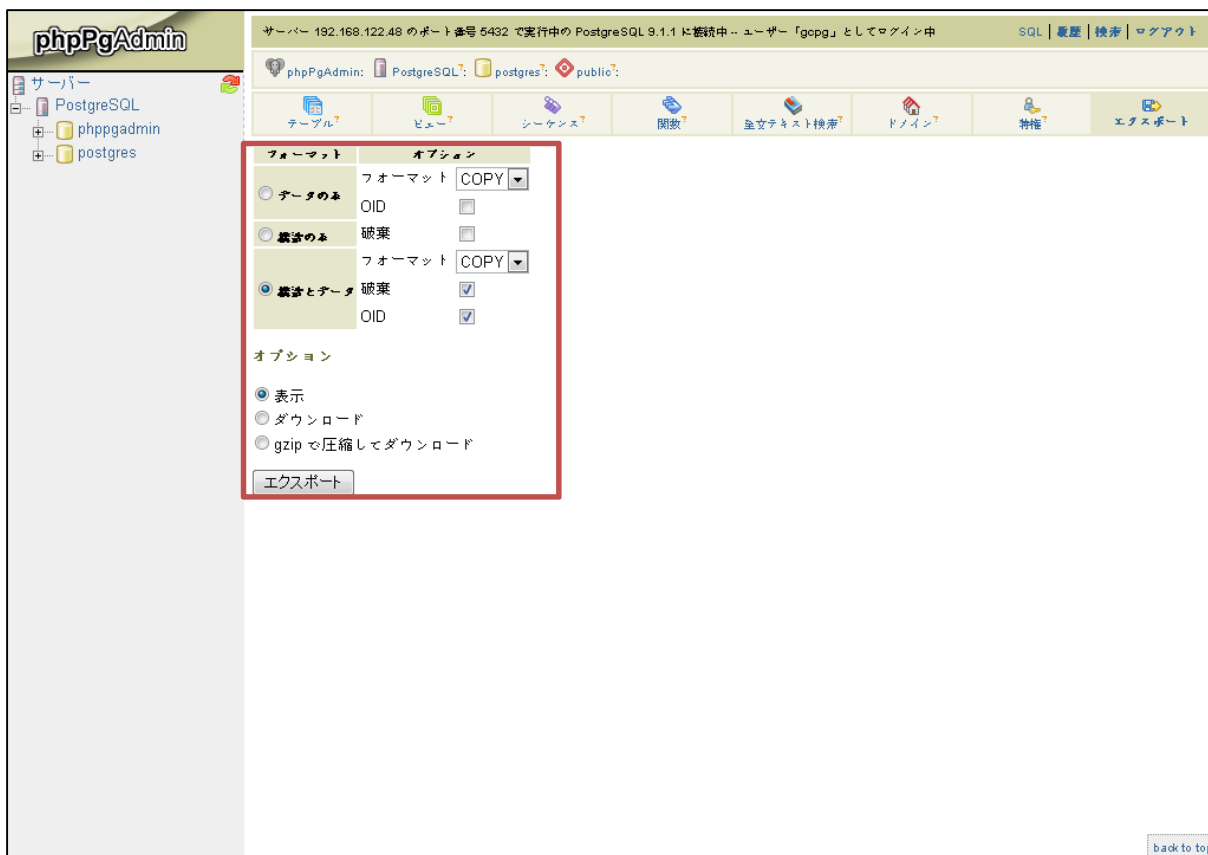 phpPgAdmin
サーバー 192.168.122.48 のポート番号 5432 で実行中の PostgreSQL 9.1.1 に接続中 -- ユーザー「gcpg」としてログイン中
SQL | 履歴 | 検索 | ログアウト
サーバー
PostgreSQL
phppgadmin
postgres
phpPgAdmin: PostgreSQL?: postgres?: public?:
テーブル? ビュー? シーケンス? 関数? 全文テキスト検索? ドメイン? 特権? エクスポート
フォーマット オプション
データのみ フォーマット COPY
OID
構造のみ 破棄
フォーマット COPY
構造とデータ 破棄
OID
オプション
表示
ダウンロード
gzip で圧縮してダウンロード
エクスポート
back to top